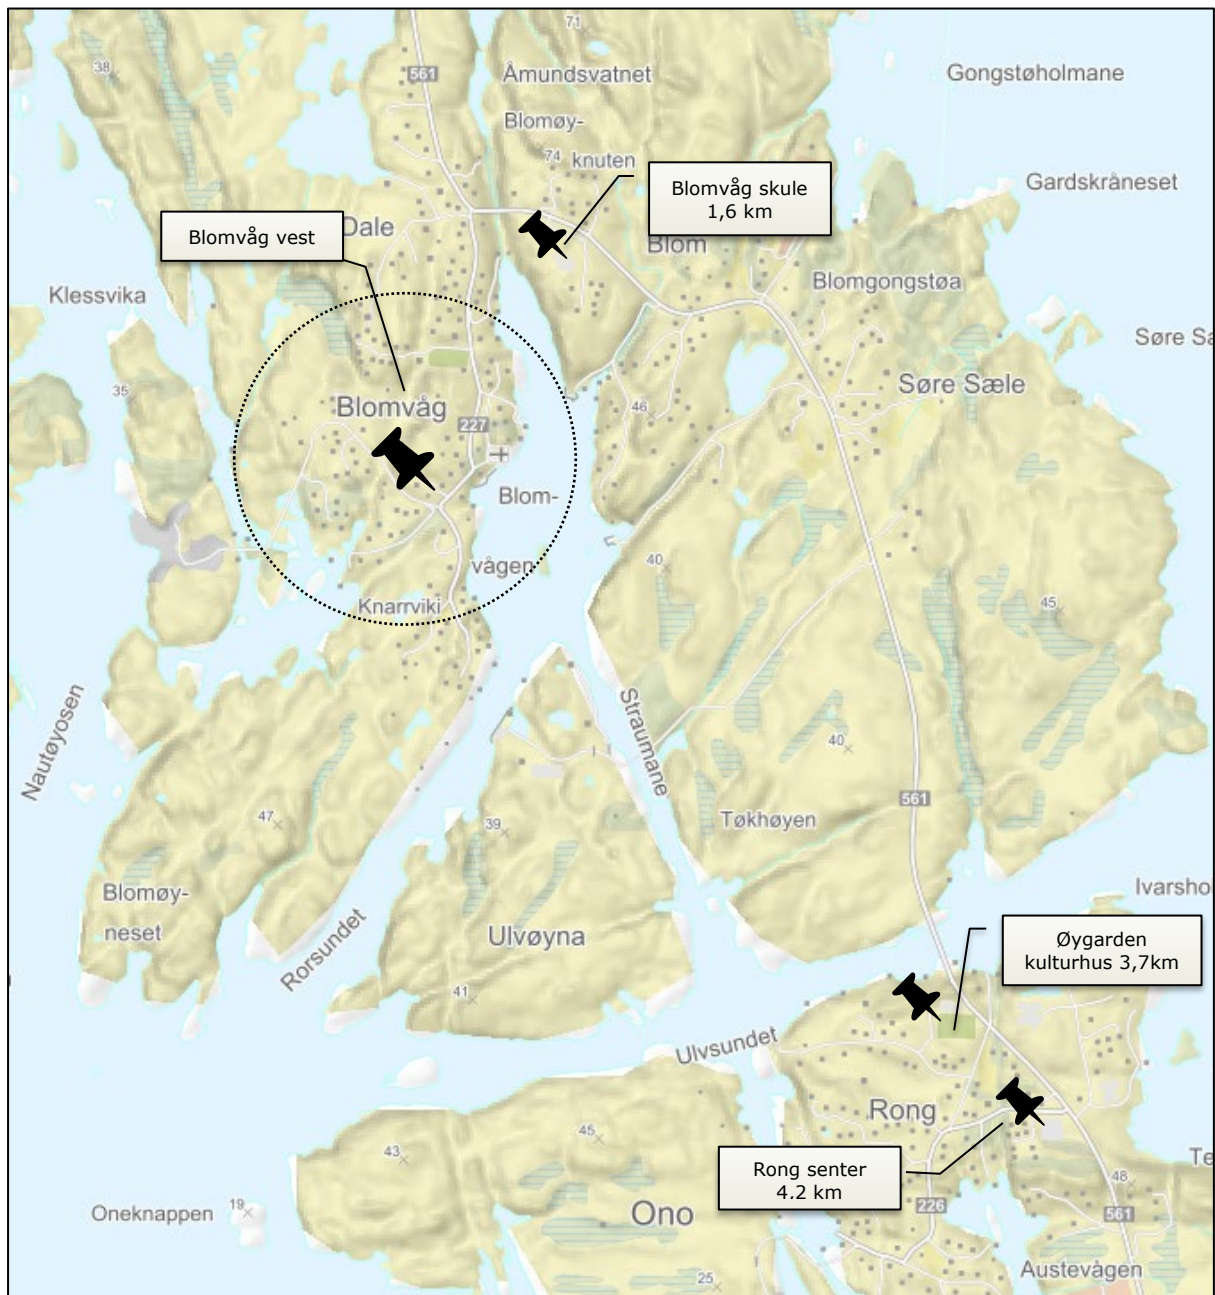 71
38
561
Åmundsvatnet
Gongstøholmane
Blomøy-
74
knuten
Blomvåg skule
1,6 km
Gardskråneset
Blomvåg vest
Dale
Blom
Klessvika
Blomgongstøa
Søre Sæ
35
Søre Sæle
Blomvåg
46
227
Blom-
vågen
40
Knarrviki
45
Nautøyosen
Straumane
40
561
47
39
Tøkhøyen
Blomøy-
neset
Ivarsho
Rorsundet
Ulvøyna
Øygarden
kulturhus 3,7km
41
Ulvsundet
Rong
45
43
Te
Rong senter
4.2 km
48
Oneknappen
19
Ono
226
561
25
Austevågen